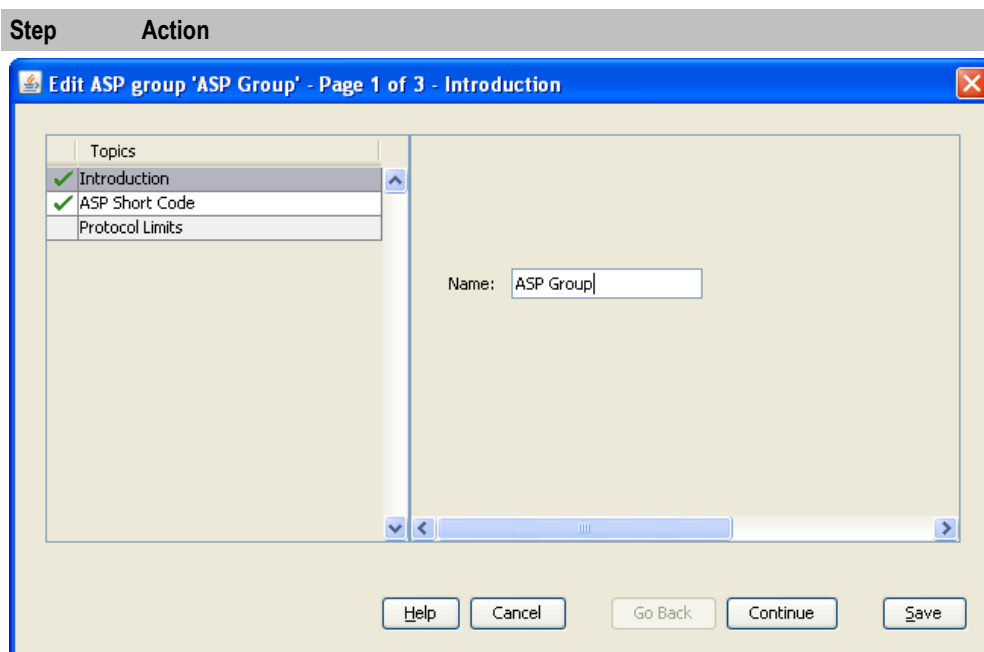 Step Action
Edit ASP group 'ASP Group' - Page 1 of 3 - Introduction
Topics
Introduction
ASP Short Code
Protocol Limits
Name: ASP Group
Help Cancel Go Back Continue Save